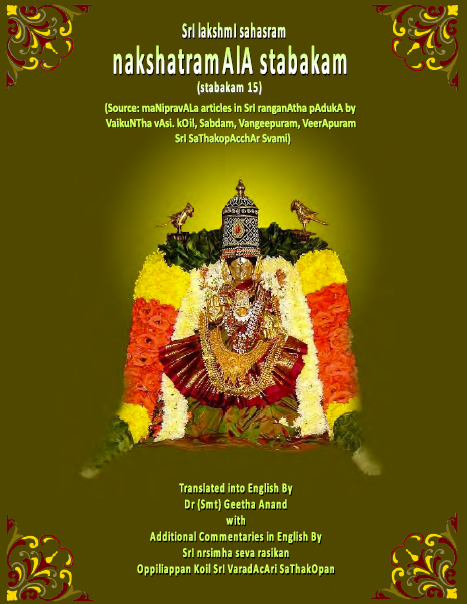 SrI lakshmI sahasram
nakshatramAlA stabakam
(stabakam 15)
(Source: maNipravALa articles in SrI ranganAtha pAdukA by
VaikuNTha vAsi. kOil, Sabdam, Vangeepuram, VeerApuram
SrI SaThakopAcchAr Svami)
Translated into English By
Dr (Smt) Geetha Anand
with
Additional Commentaries in English By
SrI nrsimha seva rasikan
Oppiliappan Koil SrI VaradAcAri SaThakOpan